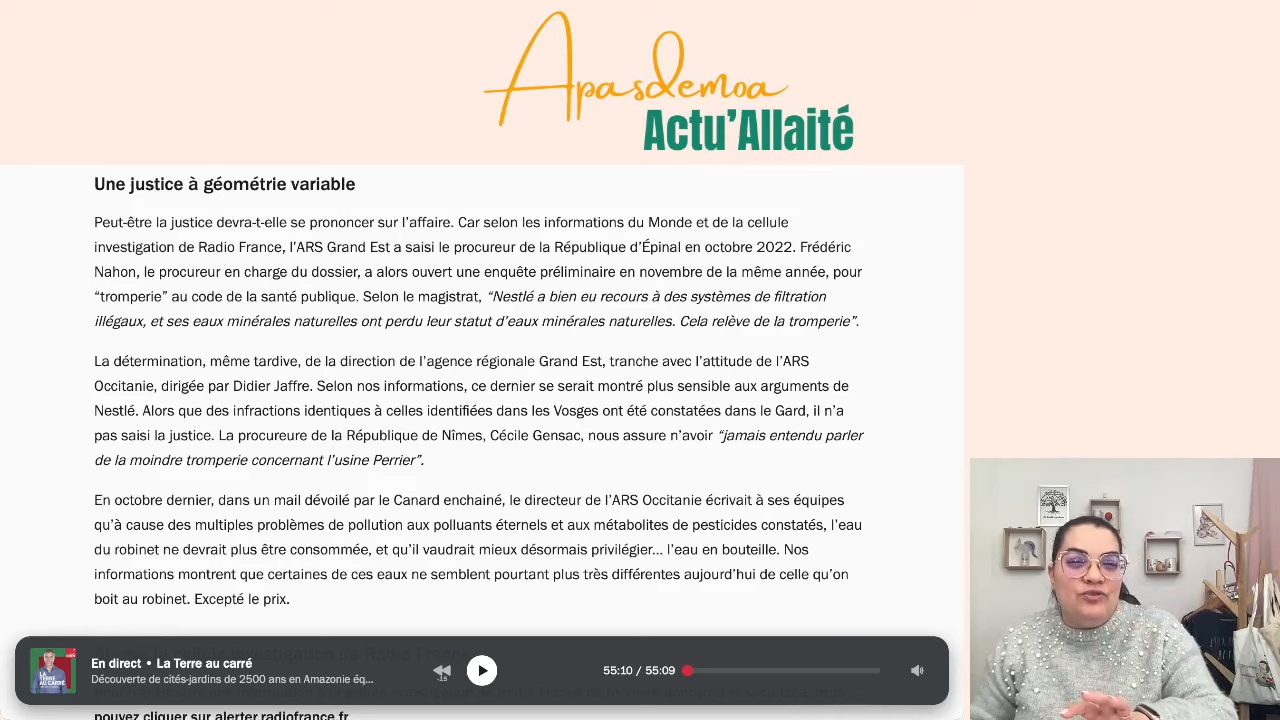 Apasdemoa
Actu'Allaité
Une justice à géométrie variable
Peut-être la justice devra-t-elle se prononcer sur l'affaire. Car selon les informations du Monde et de la cellule
investigation de Radio France, l'ARS Grand Est a saisi le procureur de la République d'Épinal en octobre 2022. Frédéric
Nahon, le procureur en charge du dossier, a alors ouvert une enquête préliminaire en novembre de la même année, pour
“tromperie” au code de la santé publique. Selon le magistrat, “Nestlé a bien eu recours à des systèmes de filtration
illégaux, et ses eaux minérales naturelles ont perdu leur statut d'eaux minérales naturelles. Cela relève de la tromperie”.
La détermination, même tardive, de la direction de l'agence régionale Grand Est, tranche avec l'attitude de l'ARS
Occitanie, dirigée par Didier Jaffre. Selon nos informations, ce dernier se serait montré plus sensible aux arguments de
Nestlé. Alors que des infractions identiques à celles identifiées dans les Vosges ont été constatées dans le Gard, il n'a
pas saisi la justice. La procureure de la République de Nîmes, Cécile Gensac, nous assure n'avoir “jamais entendu parler
de la moindre tromperie concernant l'usine Perrier”.
En octobre dernier, dans un mail dévoilé par le Canard enchainé, le directeur de l'ARS Occitanie écrivait à ses équipes
qu'à cause des multiples problèmes de pollution aux polluants éternels et aux métabolites de pesticides constatés, l'eau
du robinet ne devrait plus être consommée, et qu'il vaudrait mieux désormais privilégier... l'eau en bouteille. Nos
informations montrent que certaines de ces eaux ne semblent pourtant plus très différentes aujourd'hui de celle qu'on
boit au robinet. Excepté le prix.
la cellule investigation de Radio France
En direct • La Terre au carré
Découverte de cités-jardins de 2500 ans en Amazonie éq...
-15
55:10 / 55:09
pouvez cliquer sur alerter.radiofrance.fr